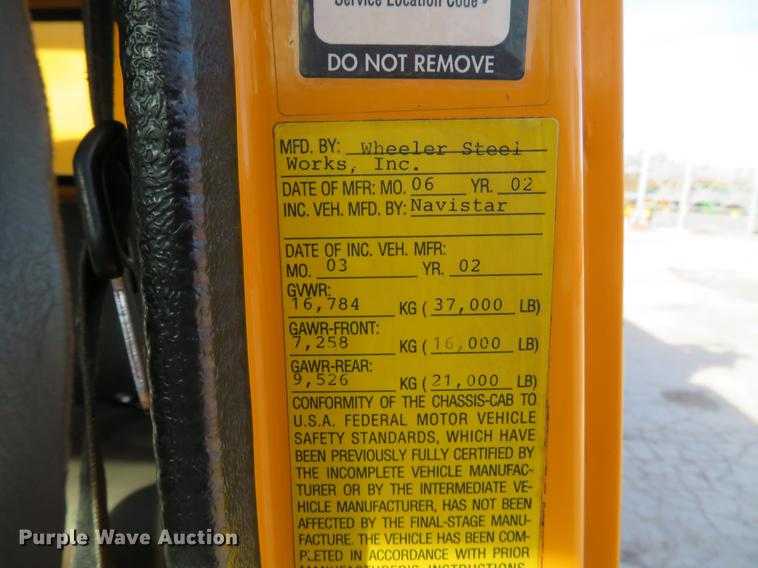 Service Location Code #
DO NOT REMOVE
MFD. BY: Wheeler Steel
Works, Inc.
DATE OF MFR: MO. 06 YR. 02
INC. VEH. MFD. BY: Navistar
DATE OF INC. VEH. MFR:
MO. 03 YR. 02
GVWR:
16,784 KG ( 37,000 LB)
GAWR-FRONT:
7,258 KG ( 16,000 LB)
GAWR-REAR:
9,526 KG ( 21,000 LB)
CONFORMITY OF THE CHASSIS-CAB TO
U.S.A. FEDERAL MOTOR VEHICLE
SAFETY STANDARDS, WHICH HAVE
BEEN PREVIOUSLY FULLY CERTIFIED BY
THE INCOMPLETE VEHICLE MANUFAC-
TURER OR BY THE INTERMEDIATE VE-
HICLE MANUFACTURER, HAS NOT BEEN
AFFECTED BY THE FINAL-STAGE MANU-
FACTURE. THE VEHICLE HAS BEEN COM-
PLETED IN ACCORDANCE WITH PRIOR
MANUFACTURER'S INSTRUCTIONS
Purple Wave Auction